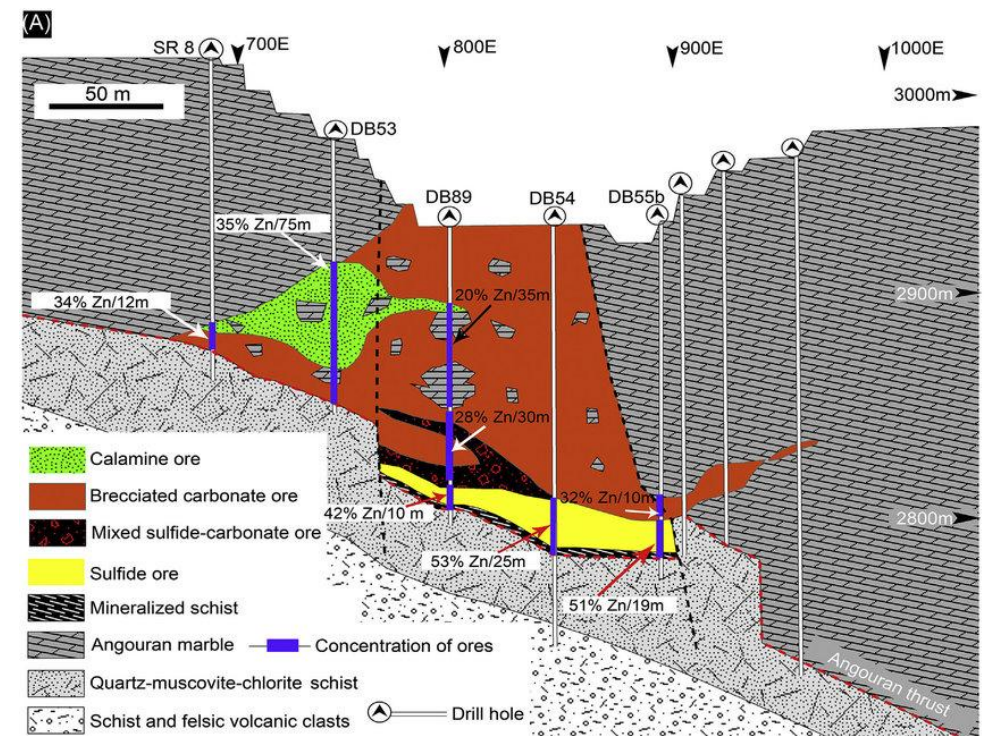 (A)
SR 8
700E
800E
900E
1000E
50 m
3000m
DB53
DB89
DB54
DB55b
35% Zn/75m
34% Zn/12m
20% Zn/35m
2900m
28% Zn/30m
Calamine ore
Brecciated carbonate ore
32% Zn/10m
42% Zn/10 m
2800m
Mixed sulfide-carbonate ore
53% Zn/25m
Sulfide ore
51% Zn/19m
Mineralized schist
Angouran marble
Concentration of ores
Quartz-muscovite-chlorite schist
Angouran thrust
Schist and felsic volcanic clasts
Drill hole